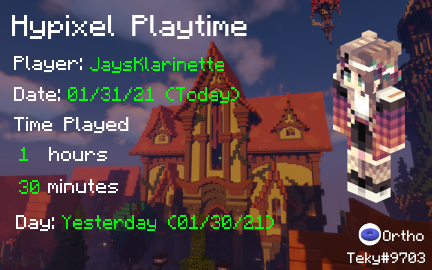 Hypixel Playtime
Player: JaysKlarinette
Date: 01/31/21 (Today)
Time Played
1 hours
30 minutes
Day: Yesterday (01/30/21)
Ortho
Teky#9703